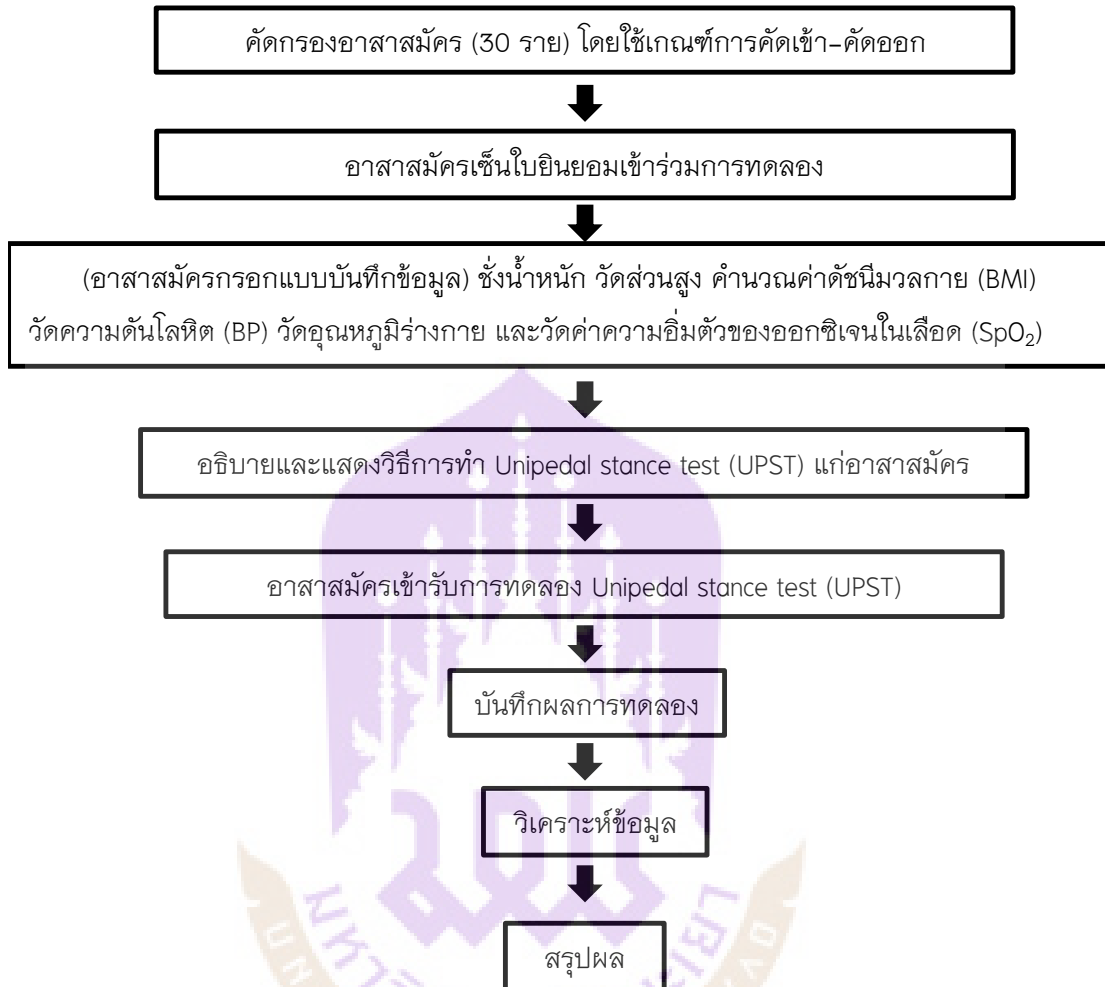 คัดกรองอาสาสมัคร (30 ราย) โดยใช้เกณฑ์การคัดเข้า-คัดออก
อาสาสมัครเซ็นใบยินยอมเข้าร่วมการทดลอง
(อาสาสมัครกรอกแบบบันทึกข้อมูล) ชั่งน้ำหนัก วัดส่วนสูง คำนวณค่าดัชนีมวลกาย (BMI)
วัดความดันโลหิต (BP) วัดอุณหภูมิร่างกาย และวัดค่าความอิ่มตัวของออกซิเจนในเลือด (SpO₂)
อธิบายและแสดงวิธีการทำ Unipedal stance test (UPST) แก่อาสาสมัคร
อาสาสมัครเข้ารับการทดลอง Unipedal stance test (UPST)
บันทึกผลการทดลอง
วิเคราะห์ข้อมูล
สรุปผล